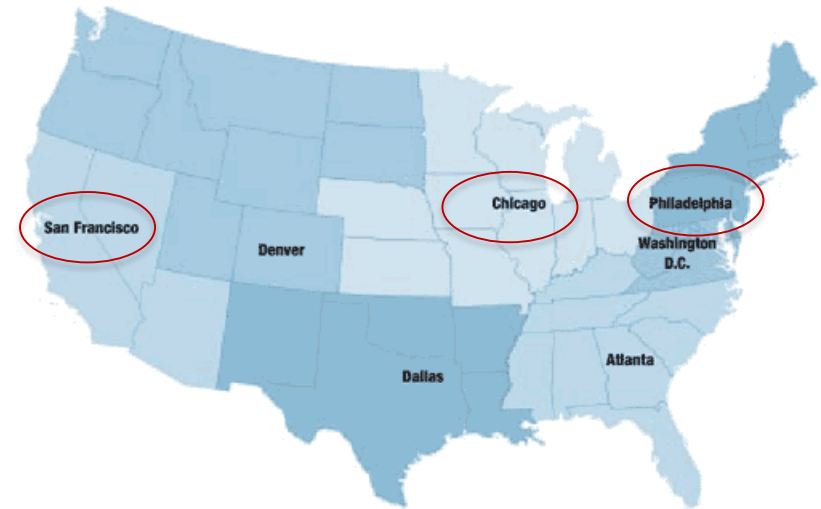 Chicago
Philadelphia
San Francisco
Washington
D.C.
Denver
Atlanta
Dallas